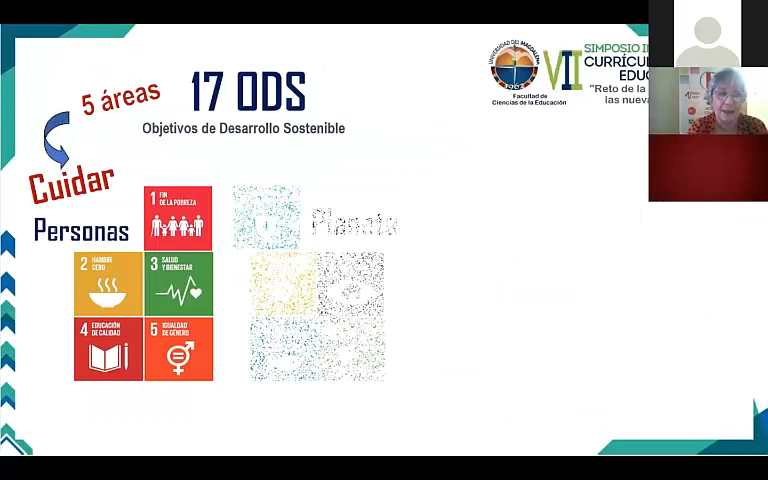 5 áreas
17 ODS
Objetivos de Desarrollo Sostenible
UNIVERSIDAD DEL MAGDALENA
Facultad de
Ciencias de la Educación
VII
SIMPOSIO
EDUC
"Reto de la
las nueva
Cuidar
Personas
1 FIN
DE LA POBREZA
Planeta
2 HAMBRE
CERO
3 SALUD
Y BIENESTAR
4 EDUCACIÓN
DE CALIDAD
5 IGUALDAD
DE GÉNERO